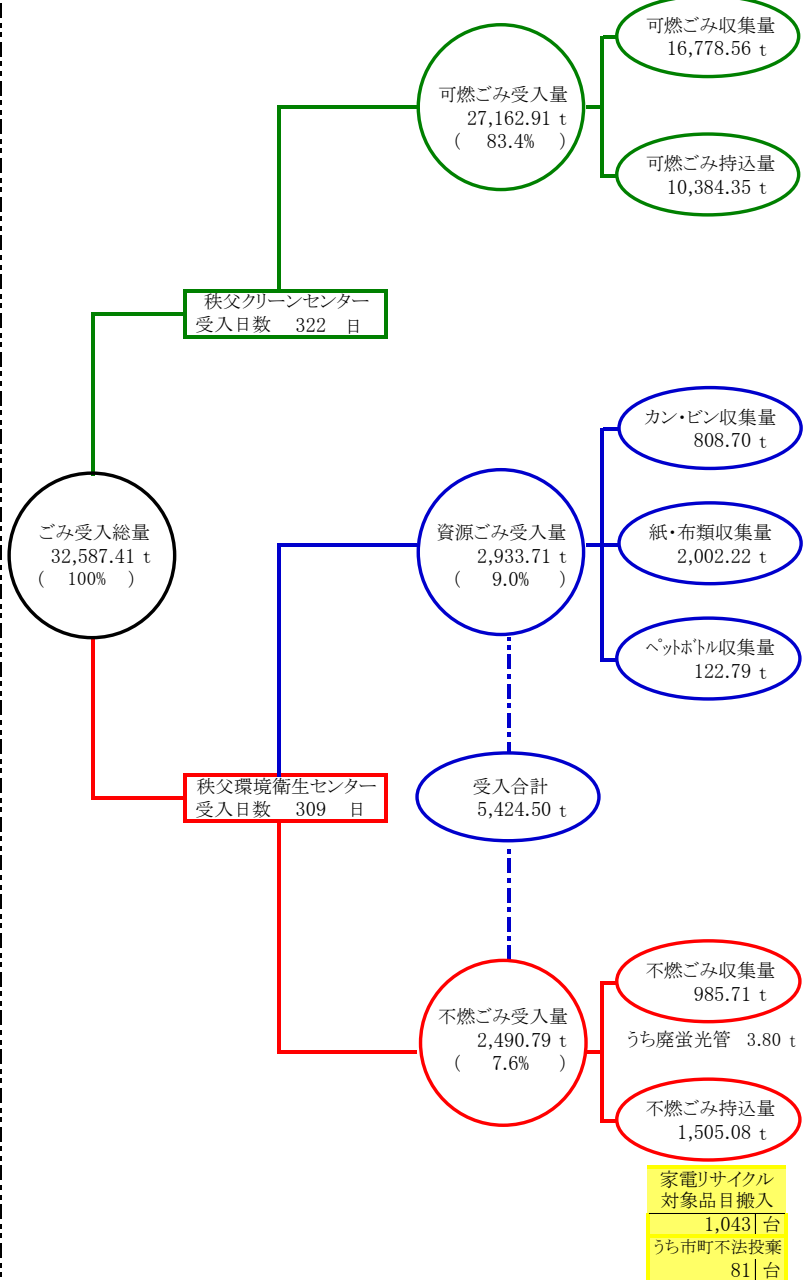 可燃ごみ収集量
16,778.56 t
可燃ごみ受入量
27,162.91 t
( 83.4% )
可燃ごみ持込量
10,384.35 t
秩父クリーンセンター
受入日数 322 日
カン・ビン収集量
808.70 t
ごみ受入総量
32,587.41 t
( 100% )
資源ごみ受入量
2,933.71 t
( 9.0% )
紙・布類収集量
2,002.22 t
ペットボトル収集量
122.79 t
秩父環境衛生センター
受入日数 309 日
受入合計
5,424.50 t
不燃ごみ収集量
985.71 t
不燃ごみ受入量
2,490.79 t
( 7.6% )
うち廃蛍光管 3.80 t
不燃ごみ持込量
1,505.08 t
家電リサイクル
対象品目搬入
1,043 台
うち市町不法投棄
81 台